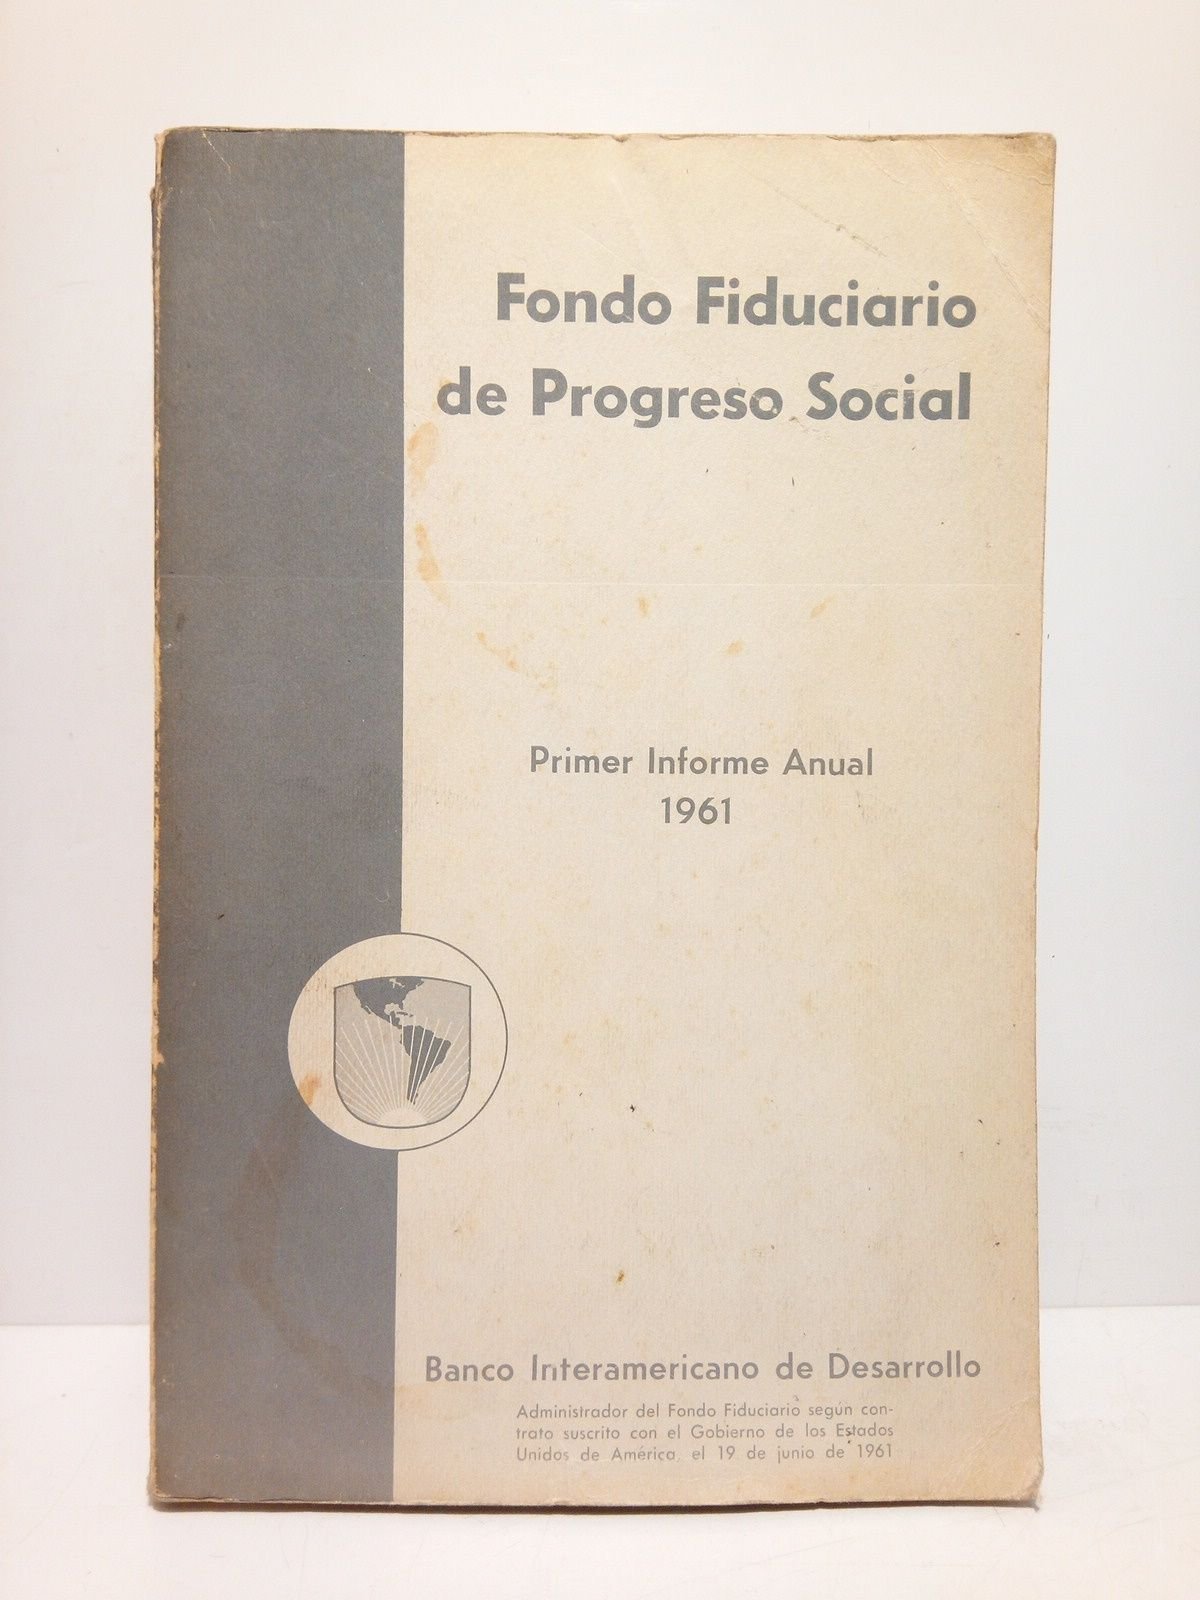 Fondo Fiduciario
de Progreso Social
Primer Informe Anual
1961
Banco Interamericano de Desarrollo
Administrador del Fondo Fiduciario según con-
trato suscrito con el Gobierno de los Estados
Unidos de América, el 19 de junio de 1961